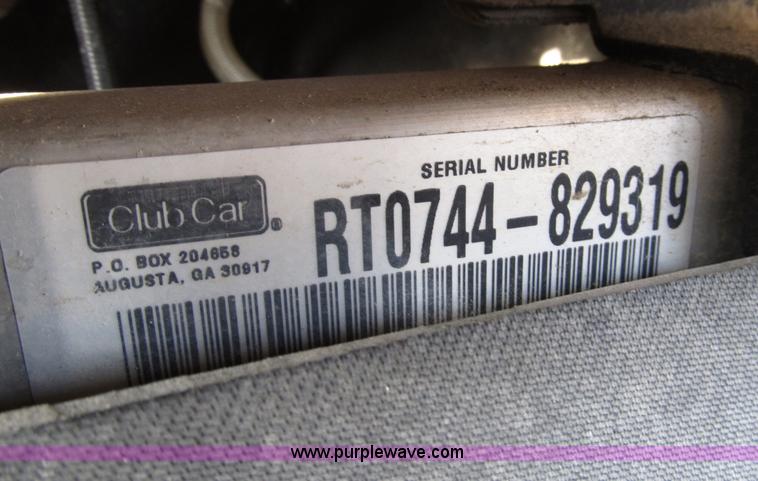 SERIAL NUMBER
Club Car®
RT0744-829319
P.O. BOX 204658
AUGUSTA, GA 30917
www.purplewave.com